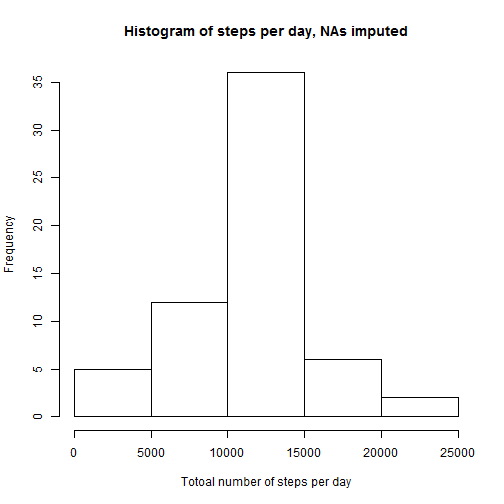 Histogram of steps per day, NAs imputed
35
30
25
20
15
10
5
0
Frequency
0 5000 10000 15000 20000 25000
Totoal number of steps per day